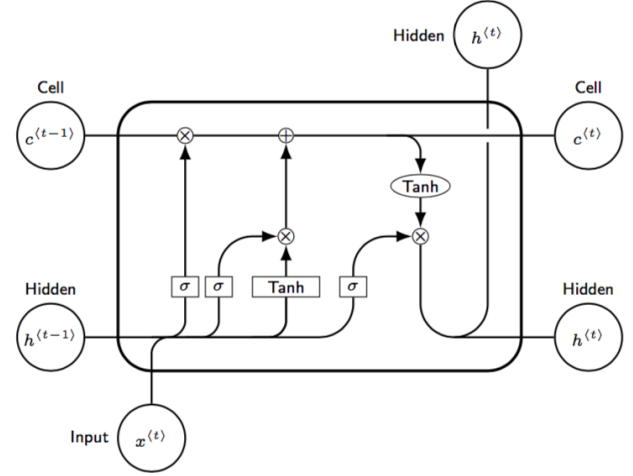 Hidden
h⟨t⟩
Cell
c⟨t−1⟩
Cell
c⟨t⟩
⊗
⊕
Tanh
⊗
⊗
σ
σ
Tanh
σ
Hidden
h⟨t−1⟩
Hidden
h⟨t⟩
Input
x⟨t⟩